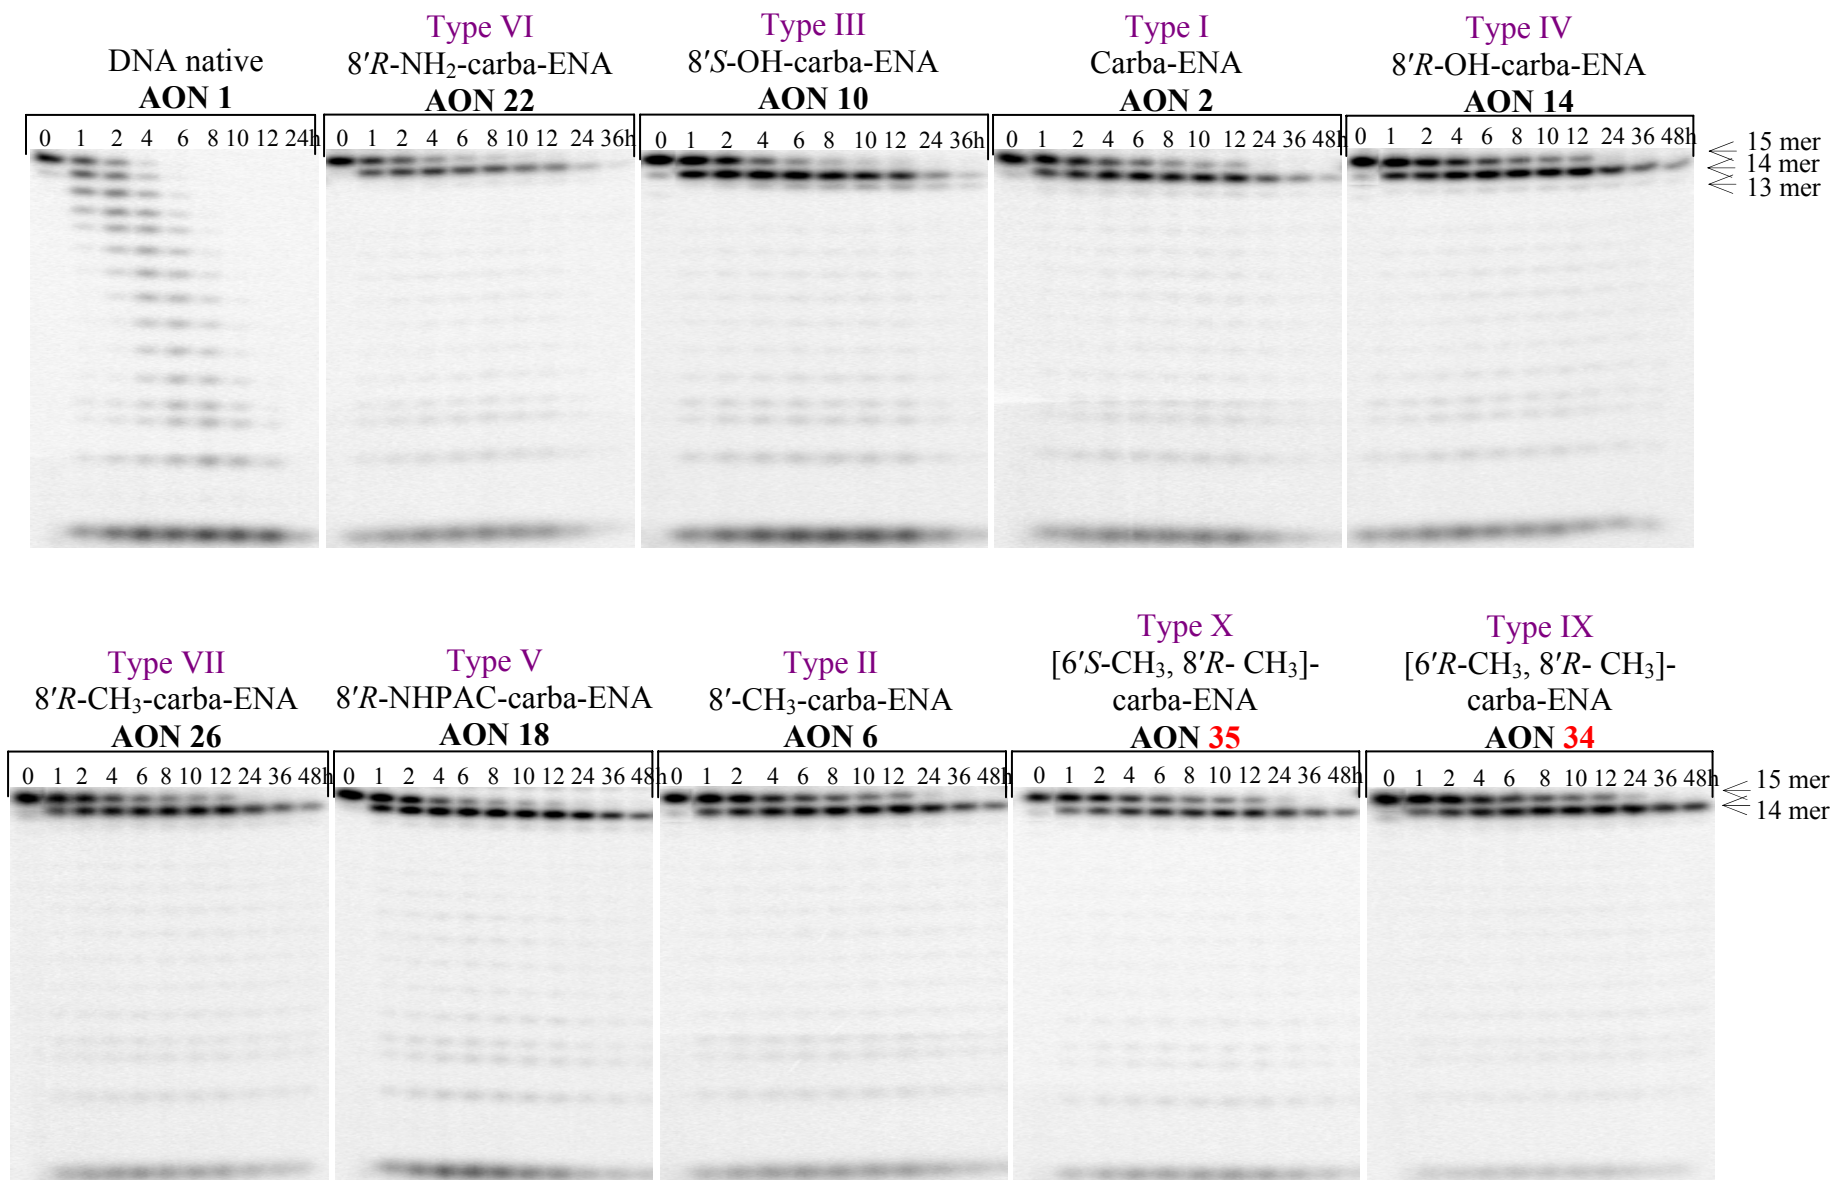 DNA native
AON 1
0 1 2 4 6 8 10 12 24h
Type VI
8'R-NH2-carba-ENA
AON 22
0 1 2 4 6 8 10 12 24 36h
Type III
8'S-OH-carba-ENA
AON 10
0 1 2 4 6 8 10 12 24 36h
Type I
Carba-ENA
AON 2
0 1 2 4 6 8 10 12 24 36 48h
Type IV
8'R-OH-carba-ENA
AON 14
0 1 2 4 6 8 10 12 24 36 48h
15 mer
14 mer
13 mer
Type VII
8'R-CH3-carba-ENA
AON 26
0 1 2 4 6 8 10 12 24 36 48h
Type V
8'R-NHPAC-carba-ENA
AON 18
0 1 2 4 6 8 10 12 24 36 48h
Type II
8'-CH3-carba-ENA
AON 6
0 1 2 4 6 8 10 12 24 36 48h
Type X
[6'S-CH3, 8'R- CH3]-
carba-ENA
AON 35
0 1 2 4 6 8 10 12 24 36 48h
Type IX
[6'R-CH3, 8'R- CH3]-
carba-ENA
AON 34
0 1 2 4 6 8 10 12 24 36 48h
15 mer
14 mer